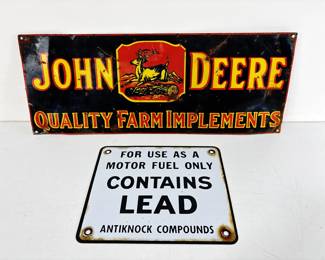 JOHN DEERE
QUALITY FARM IMPLEMENTS
FOR USE AS A
MOTOR FUEL ONLY
CONTAINS
LEAD
ANTIKNOCK COMPOUNDS